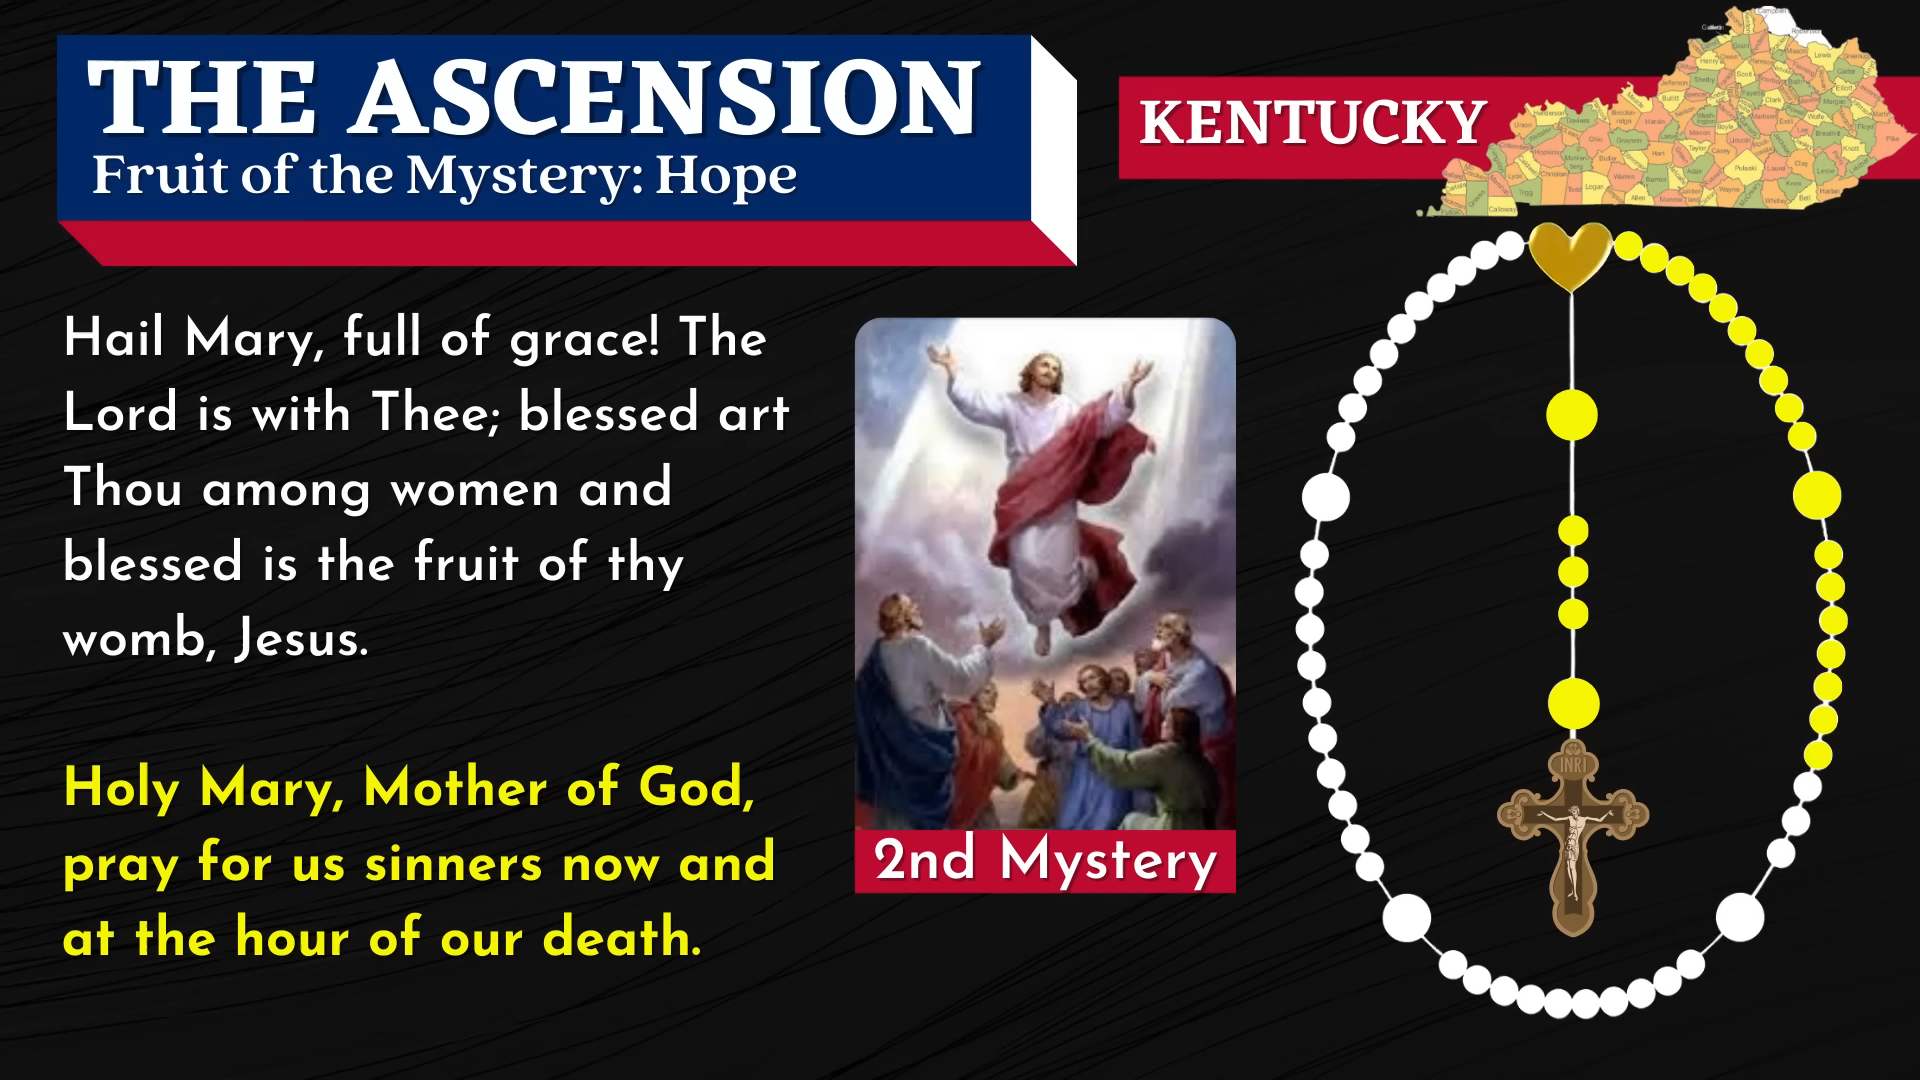 THE ASCENSION
Fruit of the Mystery: Hope
KENTUCKY
Hail Mary, full of grace! The
Lord is with Thee; blessed art
Thou among women and
blessed is the fruit of thy
womb, Jesus.
Holy Mary, Mother of God,
pray for us sinners now and
at the hour of our death.
2nd Mystery
INRI